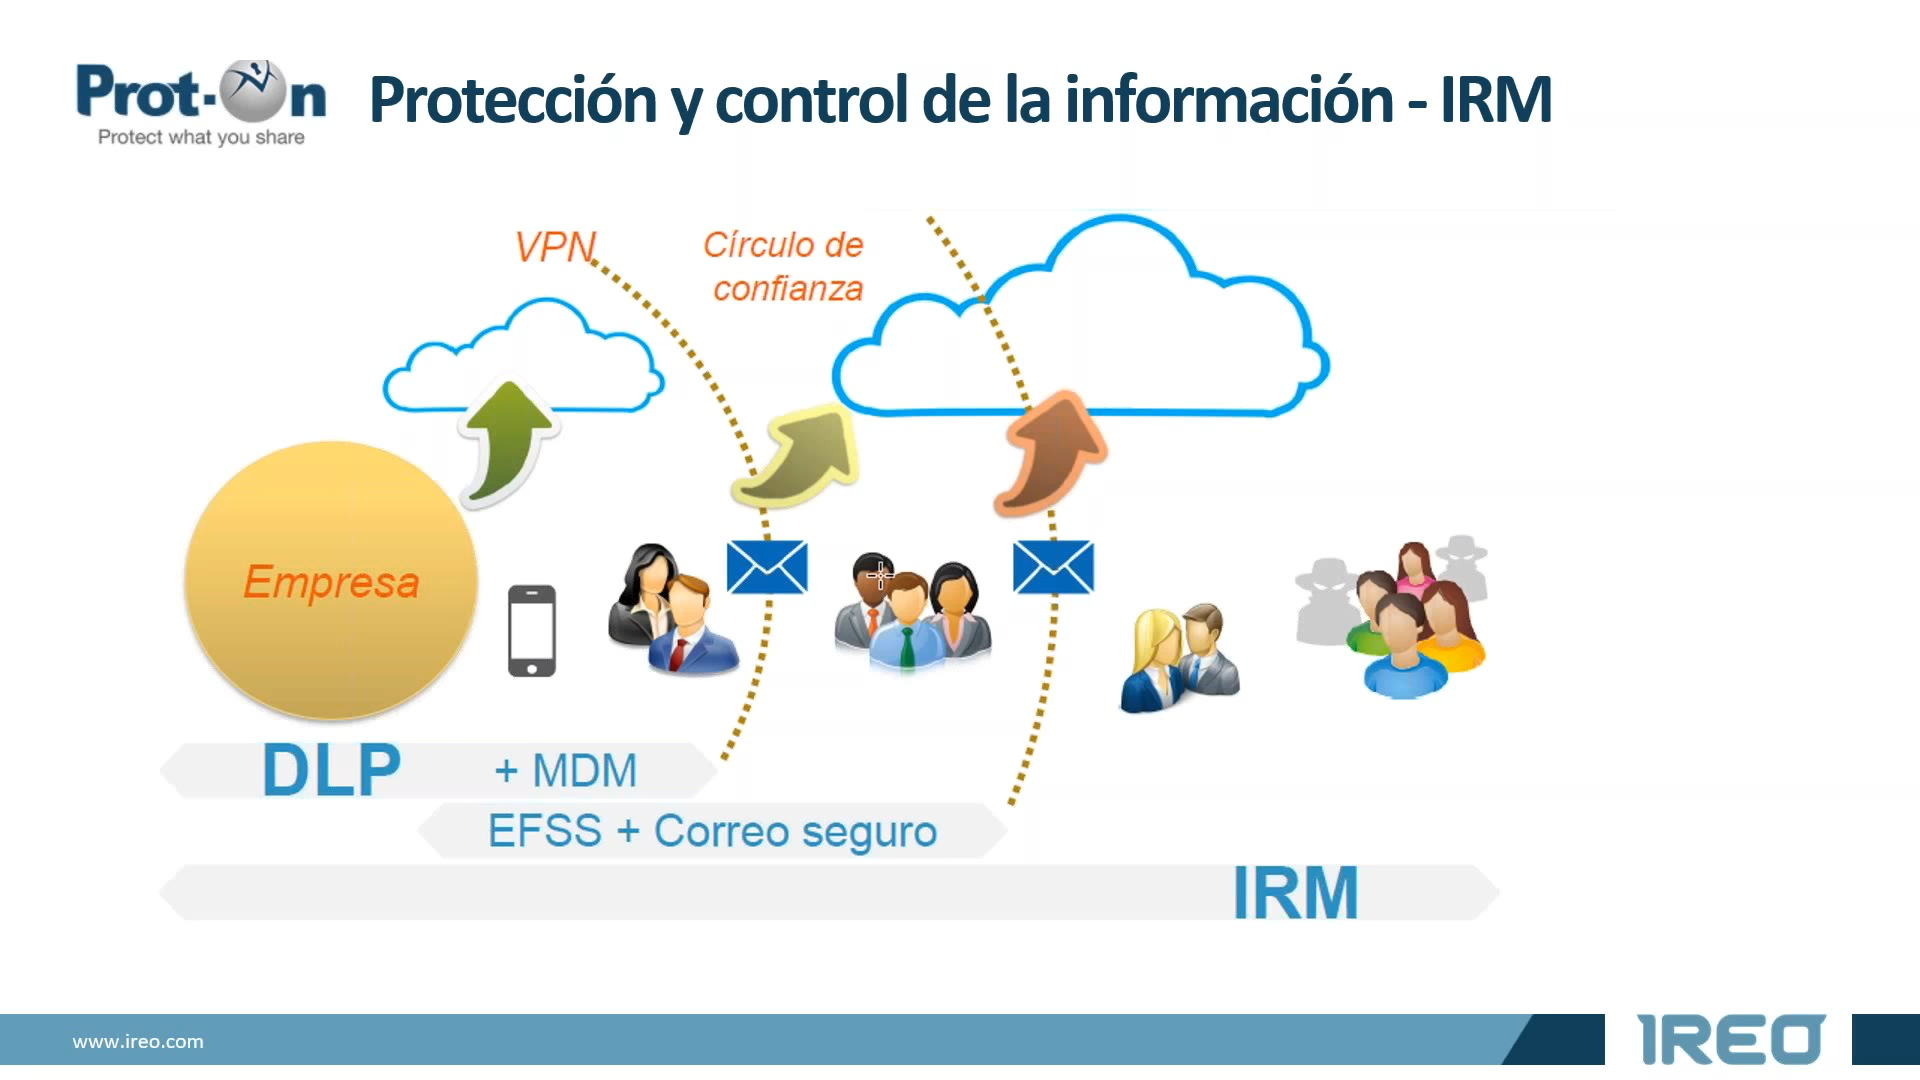 Prot-On
Protect what you share
Protección y control de la información - IRM
VPN
Círculo de
confianza
Empresa
DLP + MDM
EFSS + Correo seguro
IRM
www.ireo.com
IREO